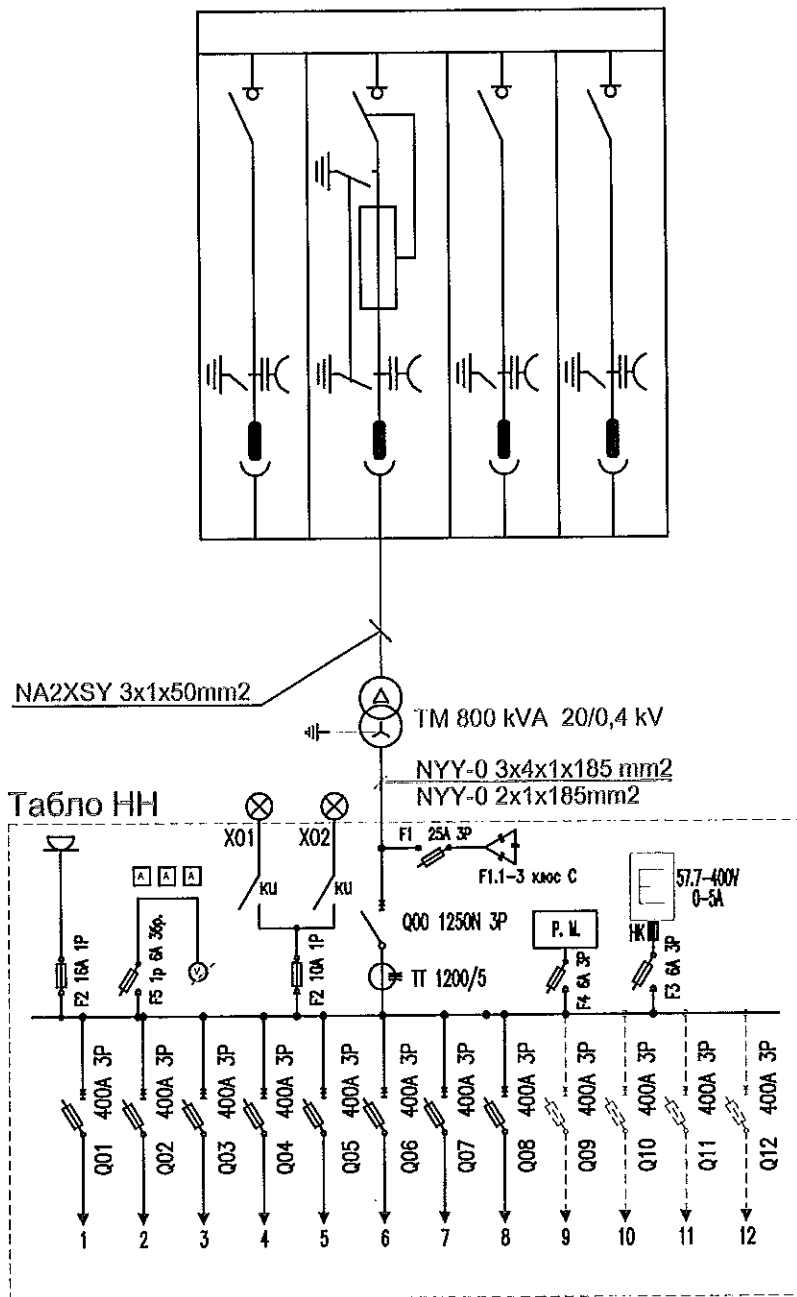 NA2XSY 3x1x50mm2
TM 800 kVA 20/0,4 kV
NYY-0 3x4x1x185 mm2
NYY-0 2x1x185mm2
Табло НН
X01
X02
F1 25A 3P
F1.1-3 клас C
57.7-400V
0-5A
A A A
V
ки
ки
Q00 1250N 3P
P. M.
НК
F2 16A 1P
F5 1p 6A 3бр.
F2 10A 1P
ТТ 1200/5
F4 6A 3P
F3 6A 3P
Q01 400A 3P
Q02 400A 3P
Q03 400A 3P
Q04 400A 3P
Q05 400A 3P
Q06 400A 3P
Q07 400A 3P
Q08 400A 3P
Q09 400A 3P
Q10 400A 3P
Q11 400A 3P
Q12 400A 3P
1 2 3 4 5 6 7 8 9 10 11 12